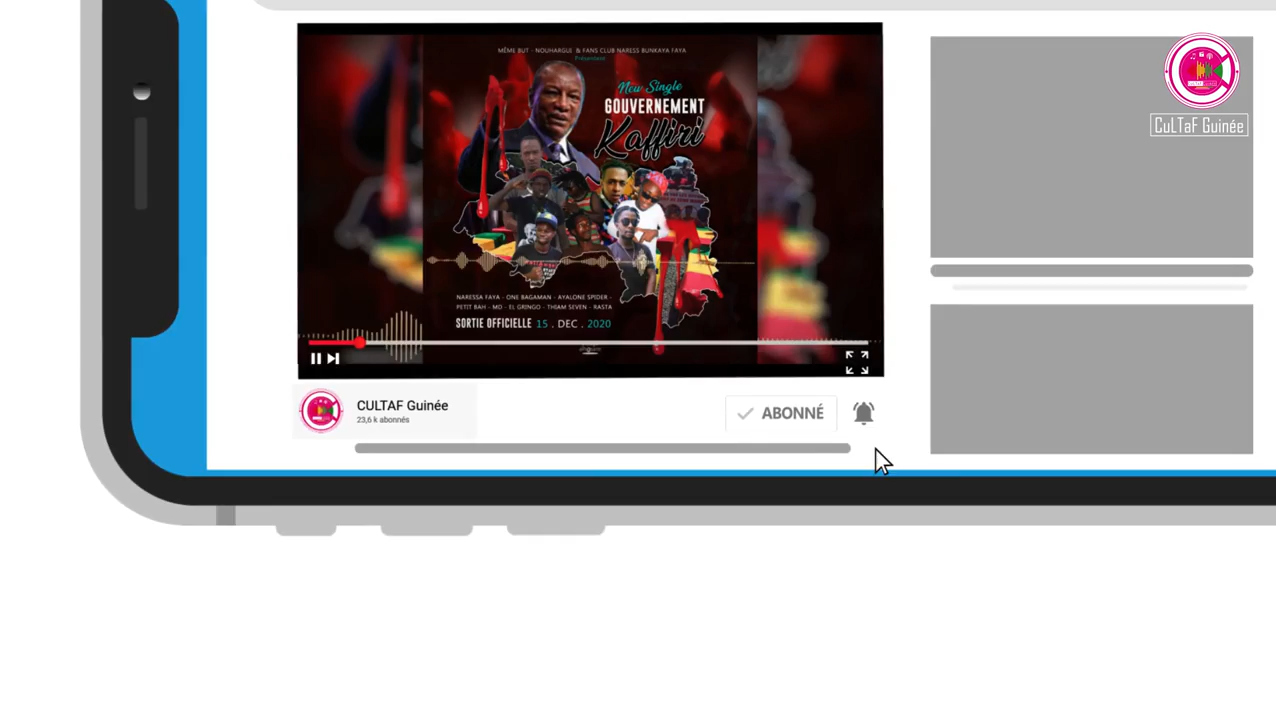 MÊME BUT - NOUHARGUI & FANS CLUB NARESS BUNKAYA FAYA
Présentent
New Single
GOUVERNEMENT
Kaffiri
NARESSA FAYA - ONE BAGAMAN - AYALONE SPIDER -
PETIT BAH - MD - EL GRINGO - THIAM SEVEN - RASTA
SORTIE OFFICIELLE 15 . DEC . 2020
CuLTaF Guinée
CULTAF Guinée
23,6 k abonnés
ABONNÉ